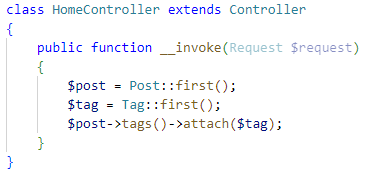 class HomeController extends Controller
{
    public function __invoke(Request $request)
    {
        $post = Post::first();
        $tag = Tag::first();
        $post->tags()->attach($tag);
    }
}